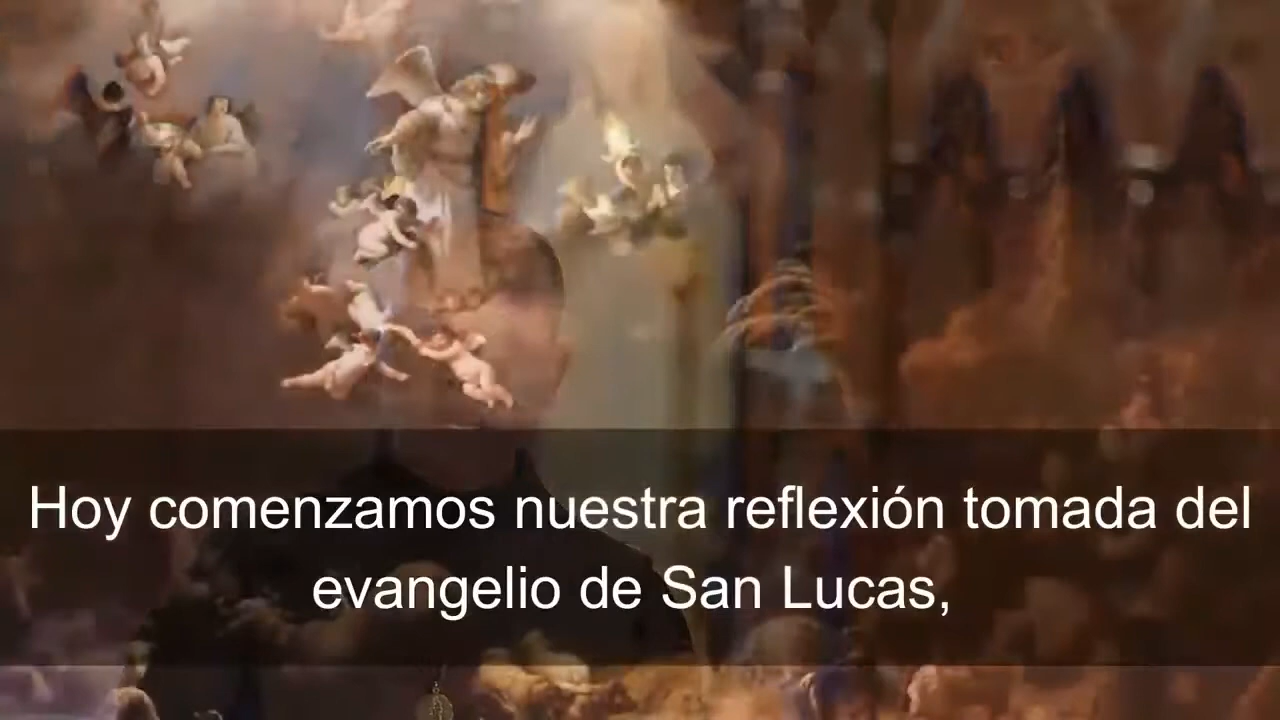 Hoy comenzamos nuestra reflexión tomada del
evangelio de San Lucas,